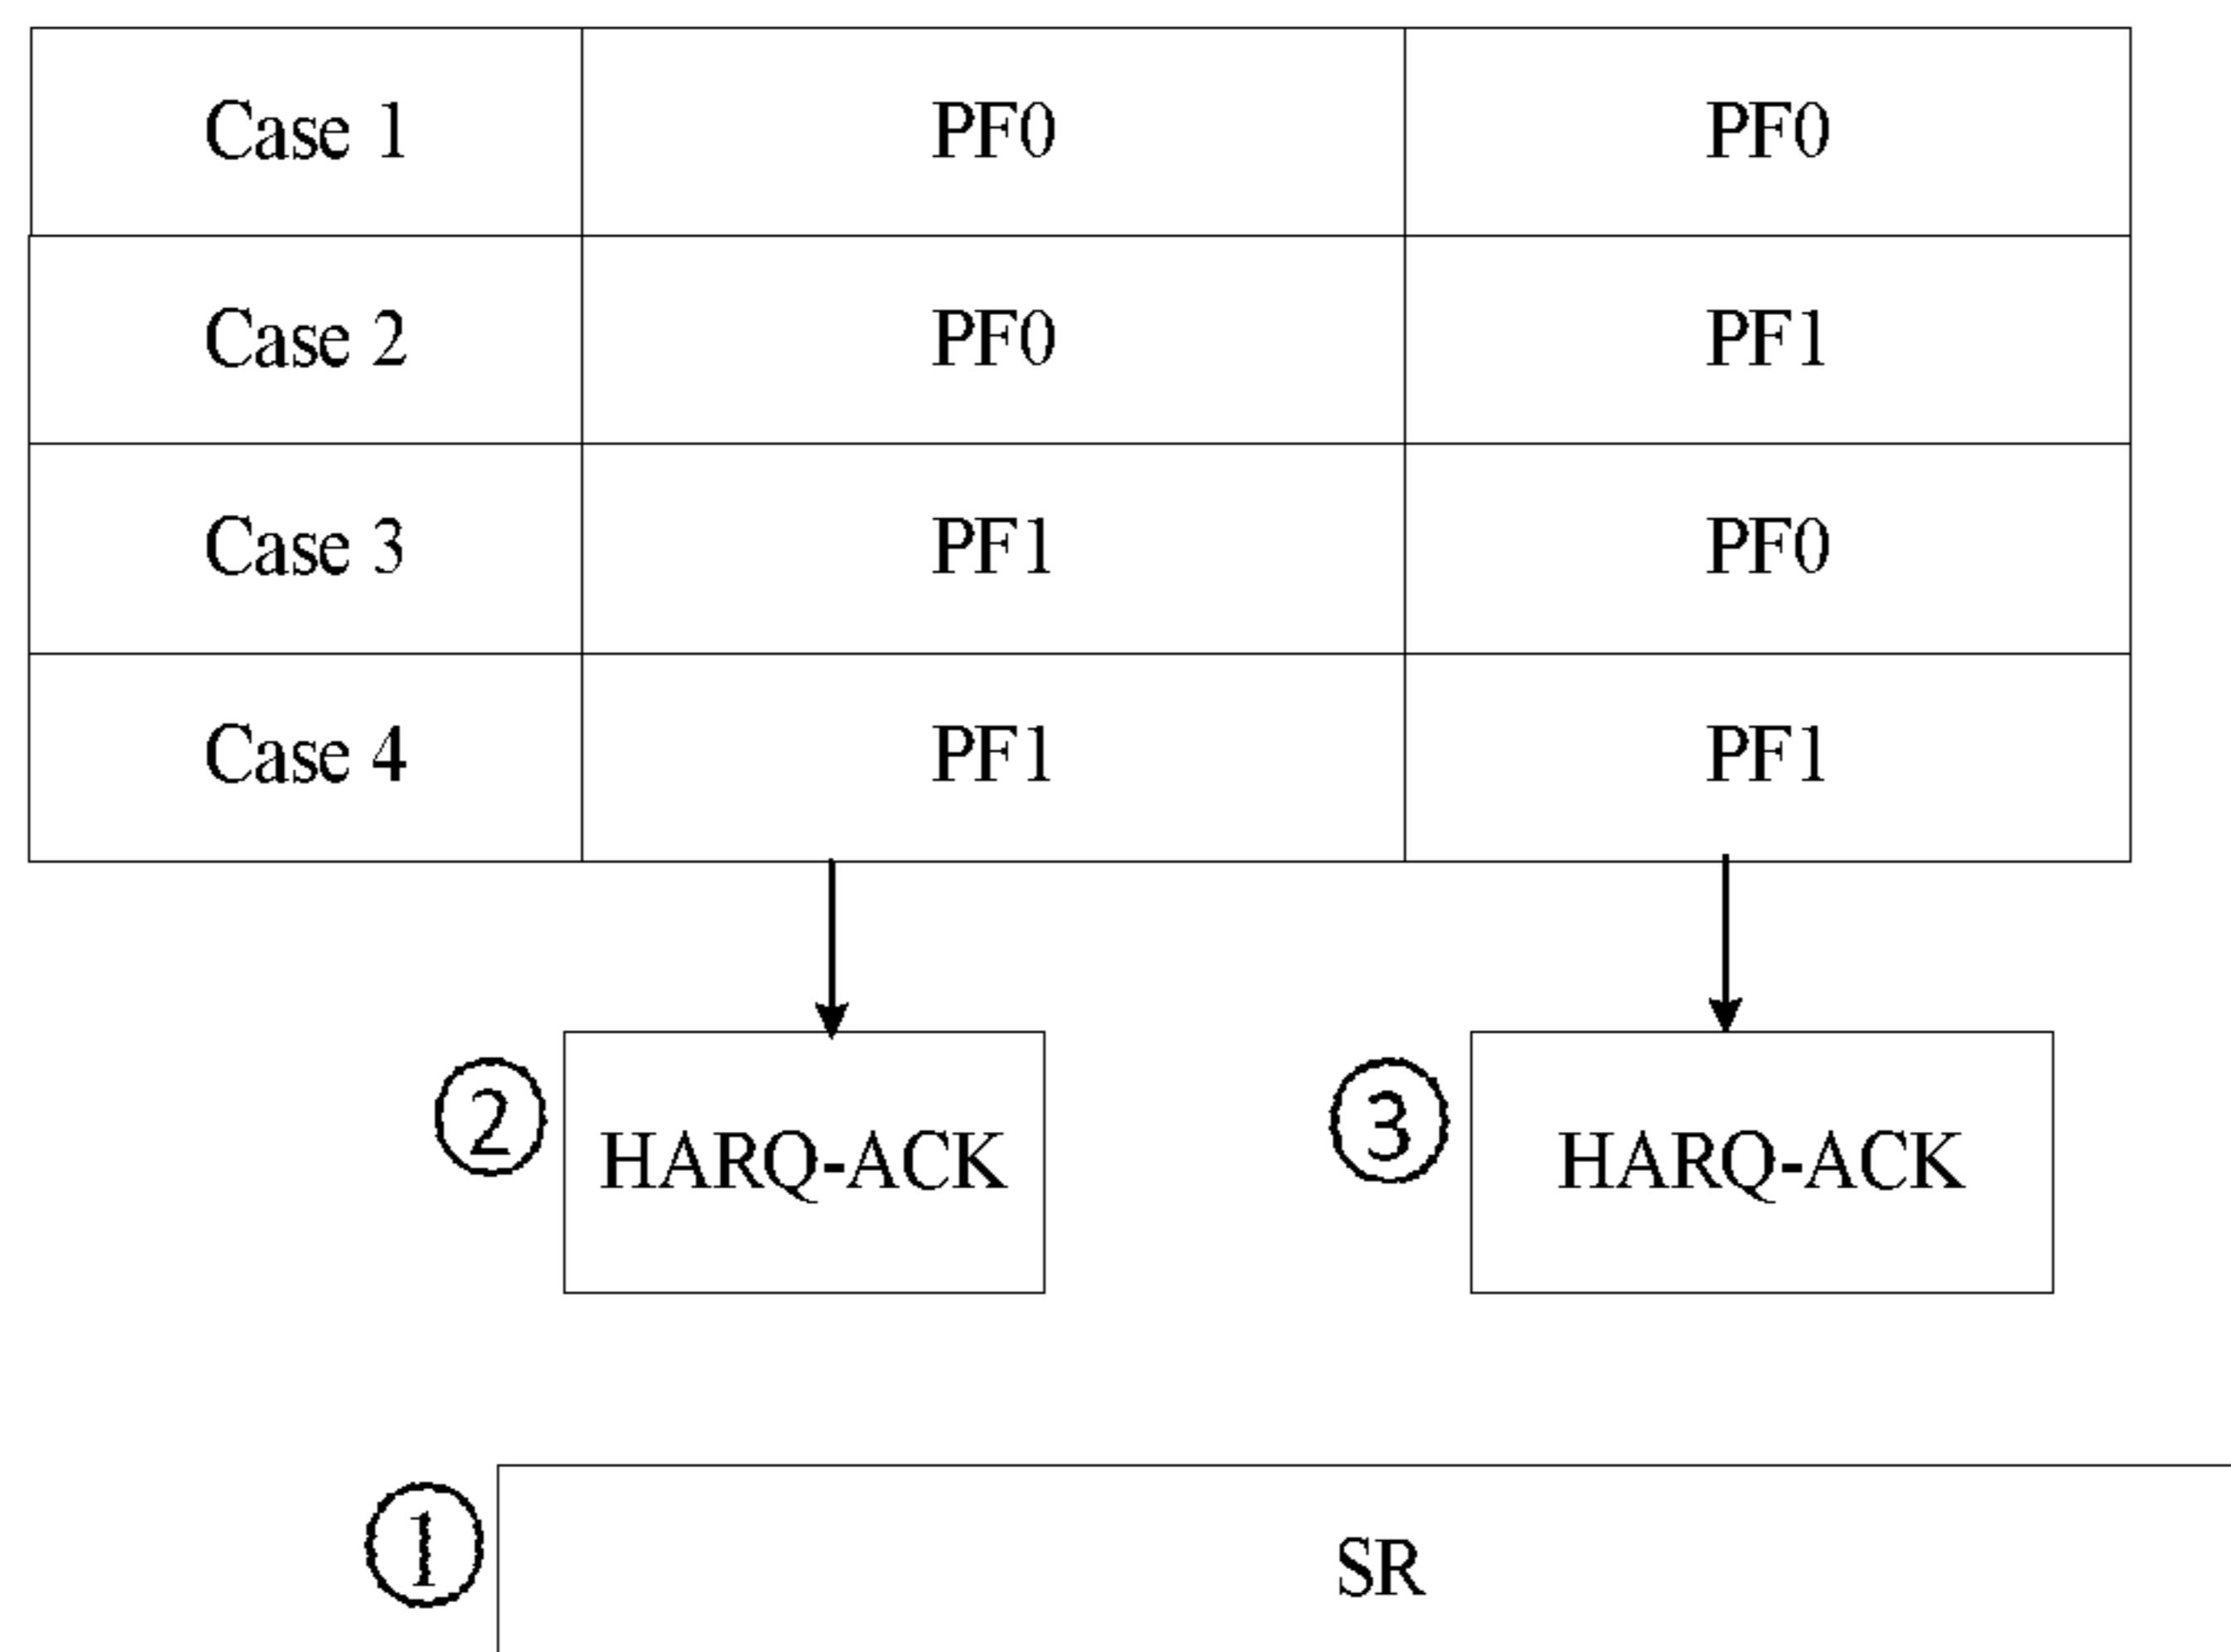 Case 1 PF0 PF0
Case 2 PF0 PF1
Case 3 PF1 PF0
Case 4 PF1 PF1
② HARQ-ACK ③ HARQ-ACK
① SR